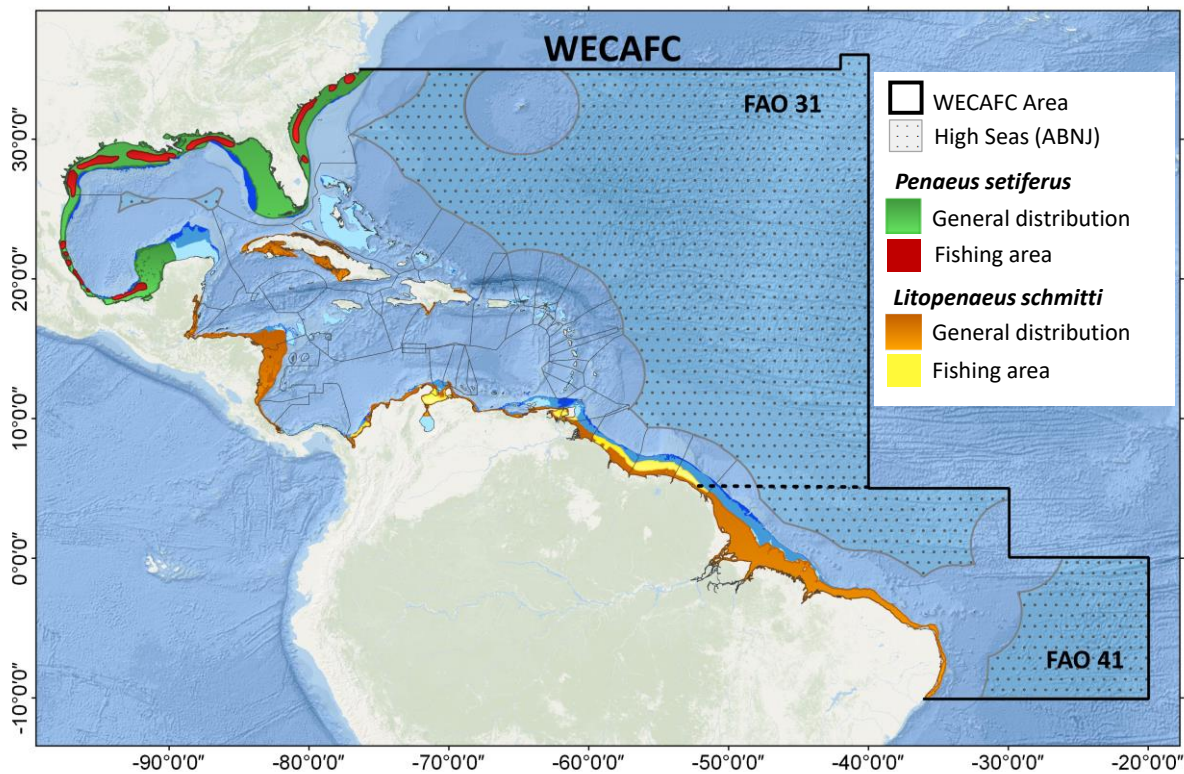 WECAFC
FAO 31
WECAFC Area
High Seas (ABNJ)
Penaeus setiferus
General distribution
Fishing area
Litopenaeus schmitti
General distribution
Fishing area
FAO 41
30°0'0"
20°0'0"
10°0'0"
0°0'0"
-10°0'0"
-90°0'0"
-80°0'0"
-70°0'0"
-60°0'0"
-50°0'0"
-40°0'0"
-30°0'0"
-20°0'0"